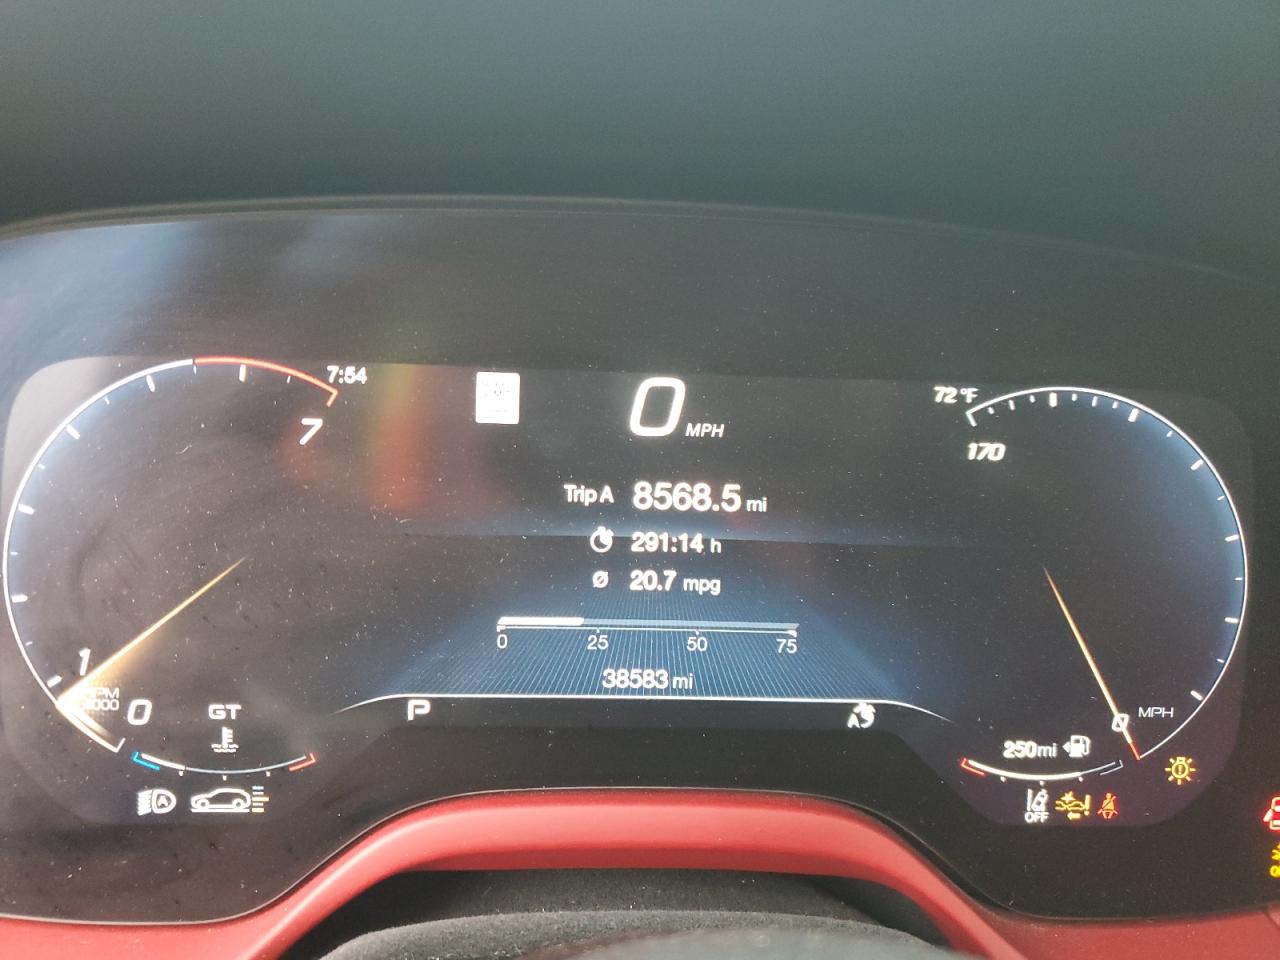 7:54
7
0 MPH
72 °F
170
Trip A 8568.5 mi
291:14 h
Ø 20.7 mpg
0 25 50 75
38583 mi
1
0
GT
P
A
0 MPH
250mi
A
OFF